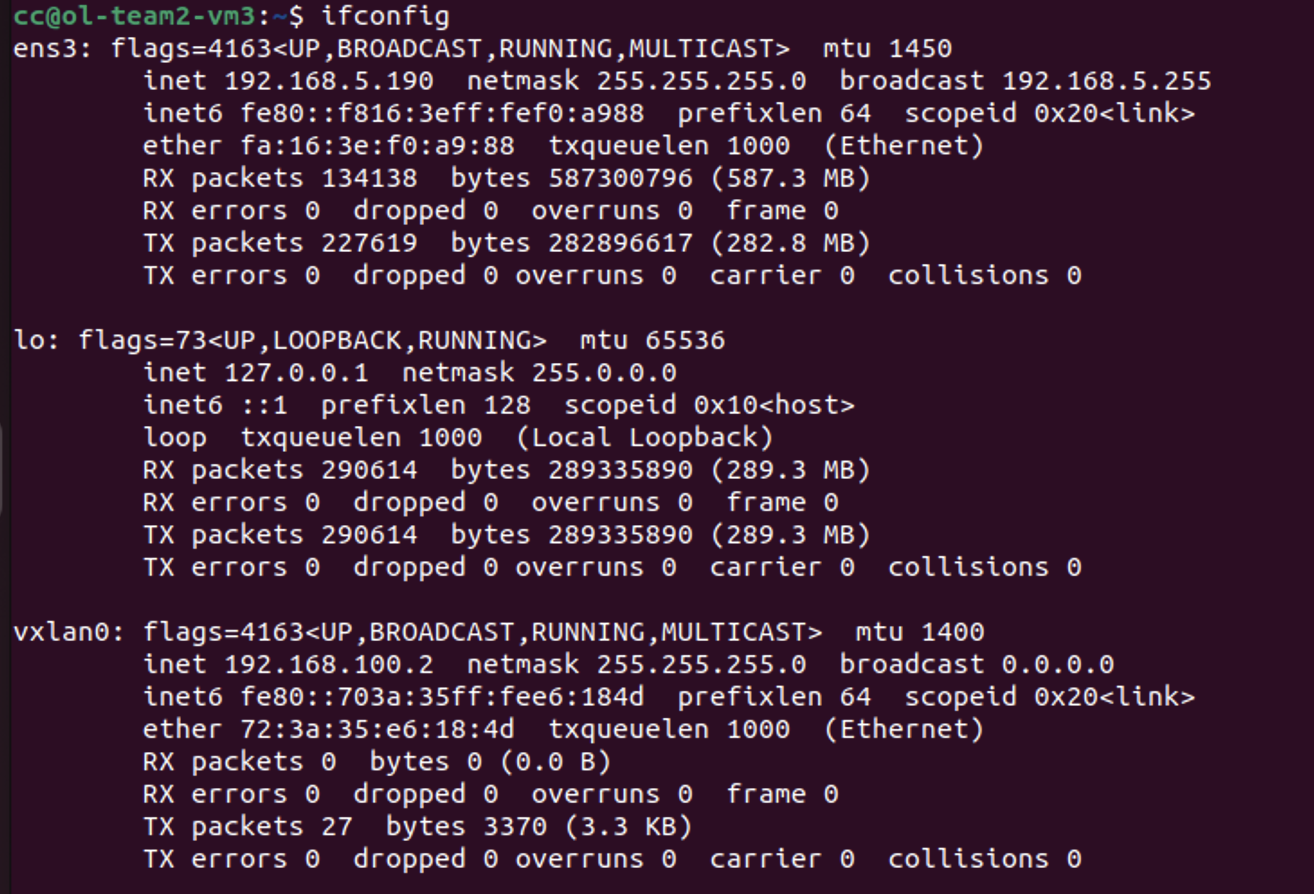 cc@ol-team2-vm3:~$ ifconfig
ens3: flags=4163<UP,BROADCAST,RUNNING,MULTICAST>  mtu 1450
        inet 192.168.5.190  netmask 255.255.255.0  broadcast 192.168.5.255
        inet6 fe80::f816:3eff:fef0:a988  prefixlen 64  scopeid 0x20<link>
        ether fa:16:3e:f0:a9:88  txqueuelen 1000  (Ethernet)
        RX packets 134138  bytes 587300796 (587.3 MB)
        RX errors 0  dropped 0  overruns 0  frame 0
        TX packets 227619  bytes 282896617 (282.8 MB)
        TX errors 0  dropped 0 overruns 0  carrier 0  collisions 0

lo: flags=73<UP,LOOPBACK,RUNNING>  mtu 65536
        inet 127.0.0.1  netmask 255.0.0.0
        inet6 ::1  prefixlen 128  scopeid 0x10<host>
        loop  txqueuelen 1000  (Local Loopback)
        RX packets 290614  bytes 289335890 (289.3 MB)
        RX errors 0  dropped 0  overruns 0  frame 0
        TX packets 290614  bytes 289335890 (289.3 MB)
        TX errors 0  dropped 0 overruns 0  carrier 0  collisions 0

vxlan0: flags=4163<UP,BROADCAST,RUNNING,MULTICAST>  mtu 1400
        inet 192.168.100.2  netmask 255.255.255.0  broadcast 0.0.0.0
        inet6 fe80::703a:35ff:fee6:184d  prefixlen 64  scopeid 0x20<link>
        ether 72:3a:35:e6:18:4d  txqueuelen 1000  (Ethernet)
        RX packets 0  bytes 0 (0.0 B)
        RX errors 0  dropped 0  overruns 0  frame 0
        TX packets 27  bytes 3370 (3.3 KB)
        TX errors 0  dropped 0 overruns 0  carrier 0  collisions 0